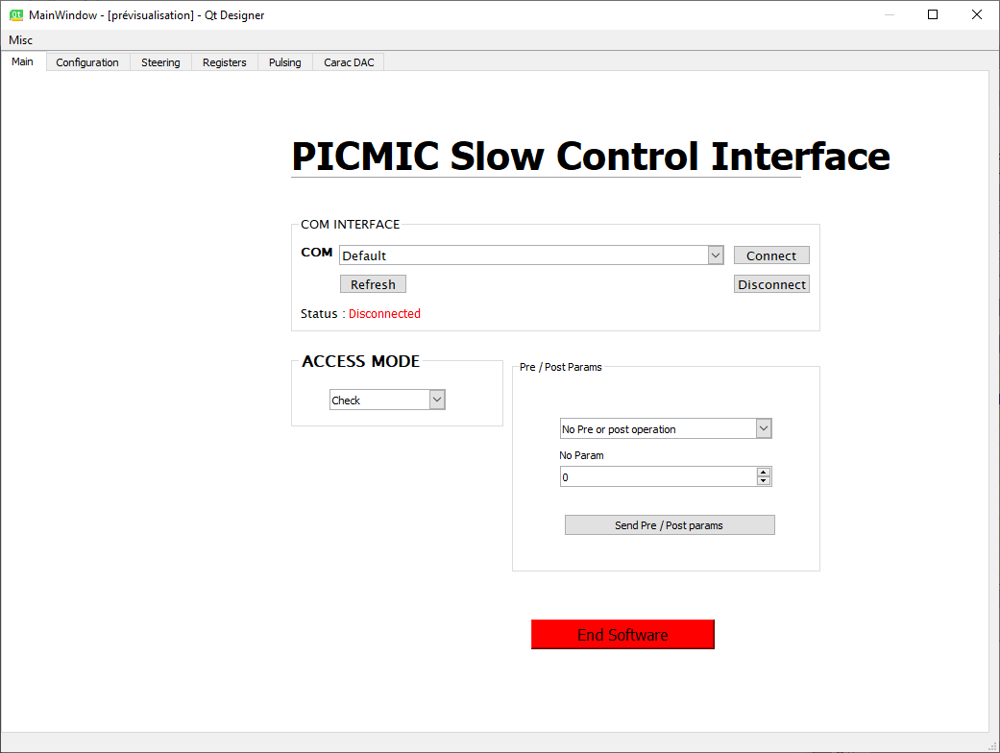 MainWindow - [prévisualisation] - Qt Designer
Misc
Main Configuration Steering Registers Pulsing Carac DAC
PICMIC Slow Control Interface
COM INTERFACE
COM Default Connect
Refresh Disconnect
Status : Disconnected
ACCESS MODE
Check
Pre / Post Params
No Pre or post operation
No Param
0
Send Pre / Post params
End Software